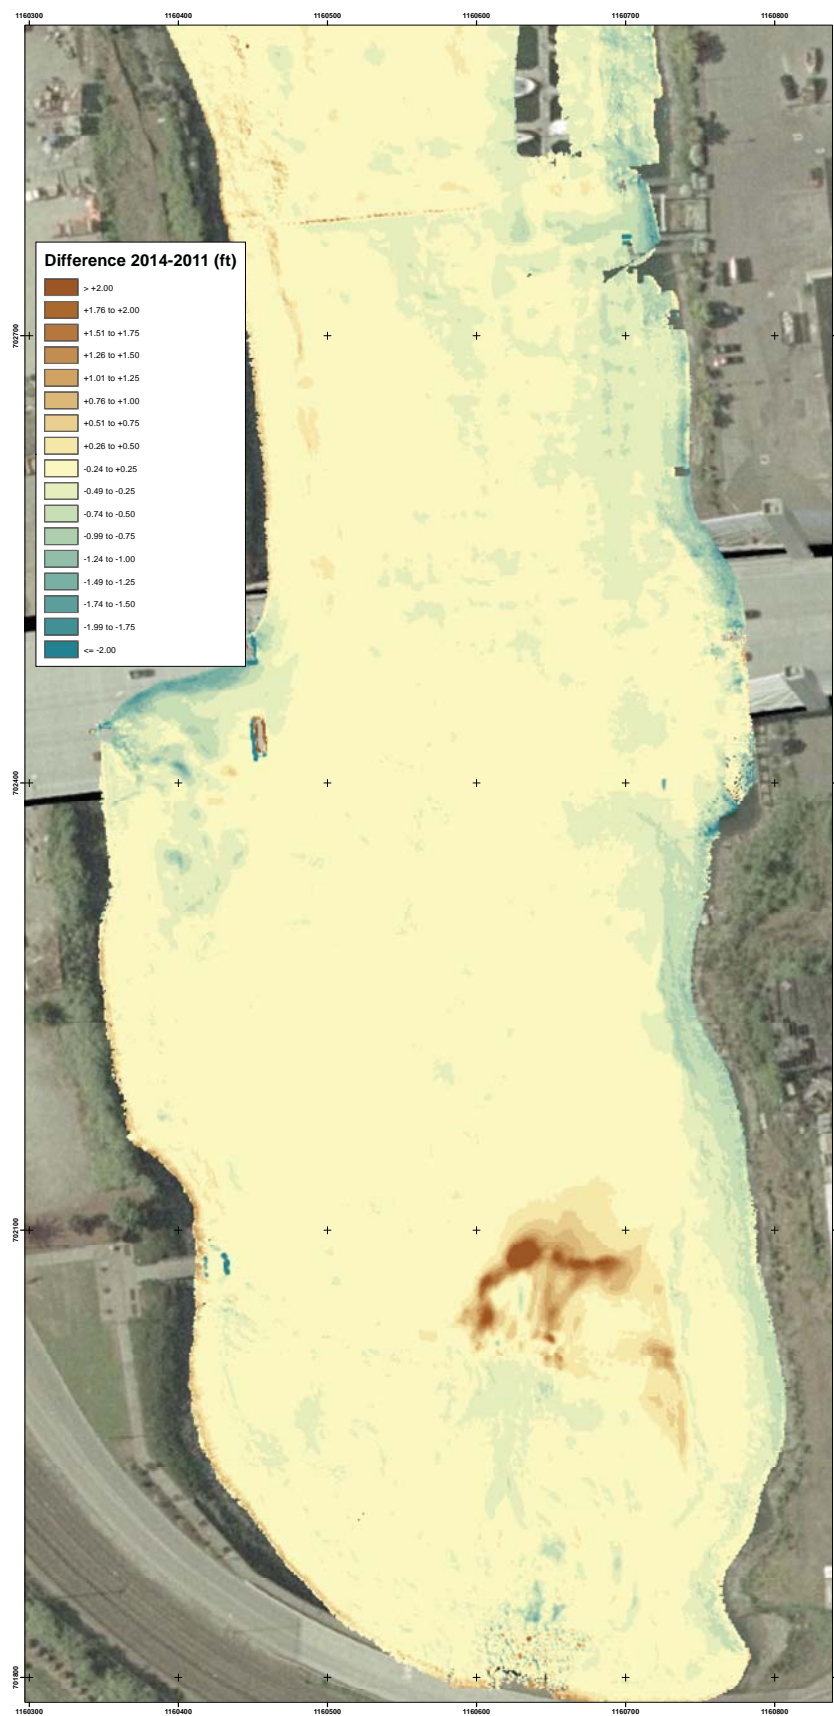 1160300 1160400 1160500 1160600 1160700 1160800
Difference 2014-2011 (ft)
> +2.00
+1.76 to +2.00
+1.51 to +1.75
+1.26 to +1.50
+1.01 to +1.25
+0.76 to +1.00
+0.51 to +0.75
+0.26 to +0.50
-0.24 to +0.25
-0.49 to -0.25
-0.74 to -0.50
-0.99 to -0.75
-1.24 to -1.00
-1.49 to -1.25
-1.74 to -1.50
-1.99 to -1.75
<= -2.00
702700
702400
702100
701800
1160300 1160400 1160500 1160600 1160700 1160800